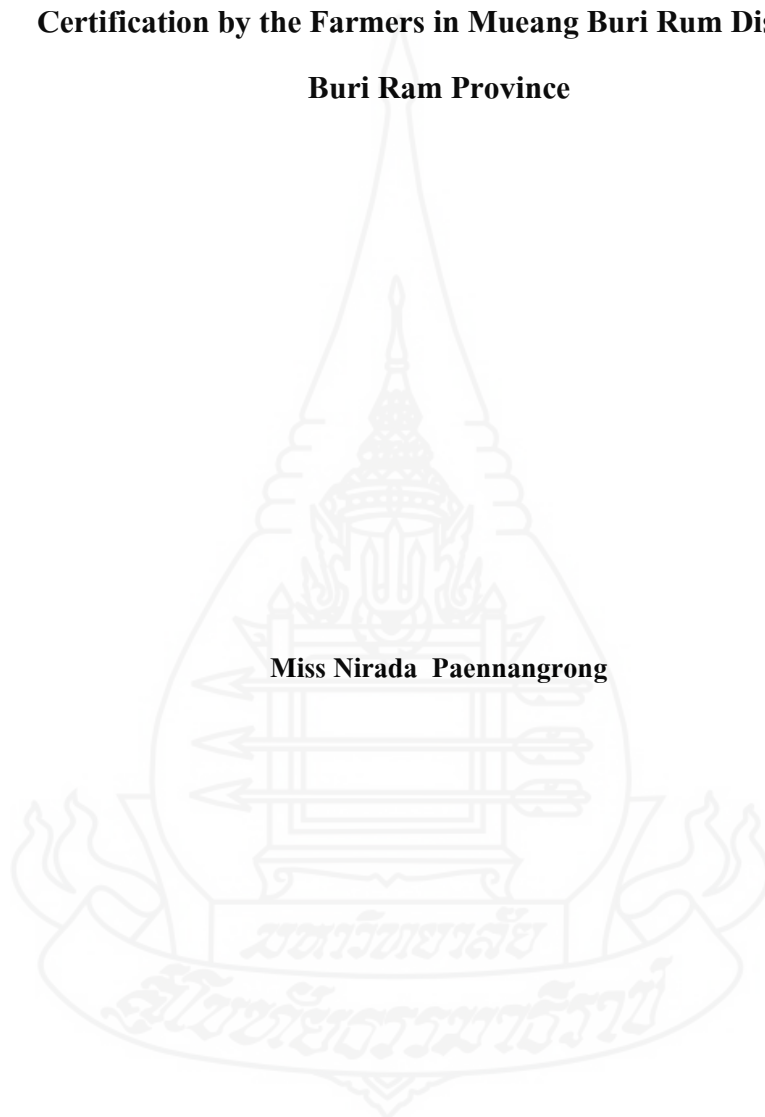 Certification by the Farmers in Mueang Buri Rum Dis
Buri Ram Province
Miss Nirada Paennangrong
มหาวิทยาลัย
สุโขทัยธรรมาธิราช